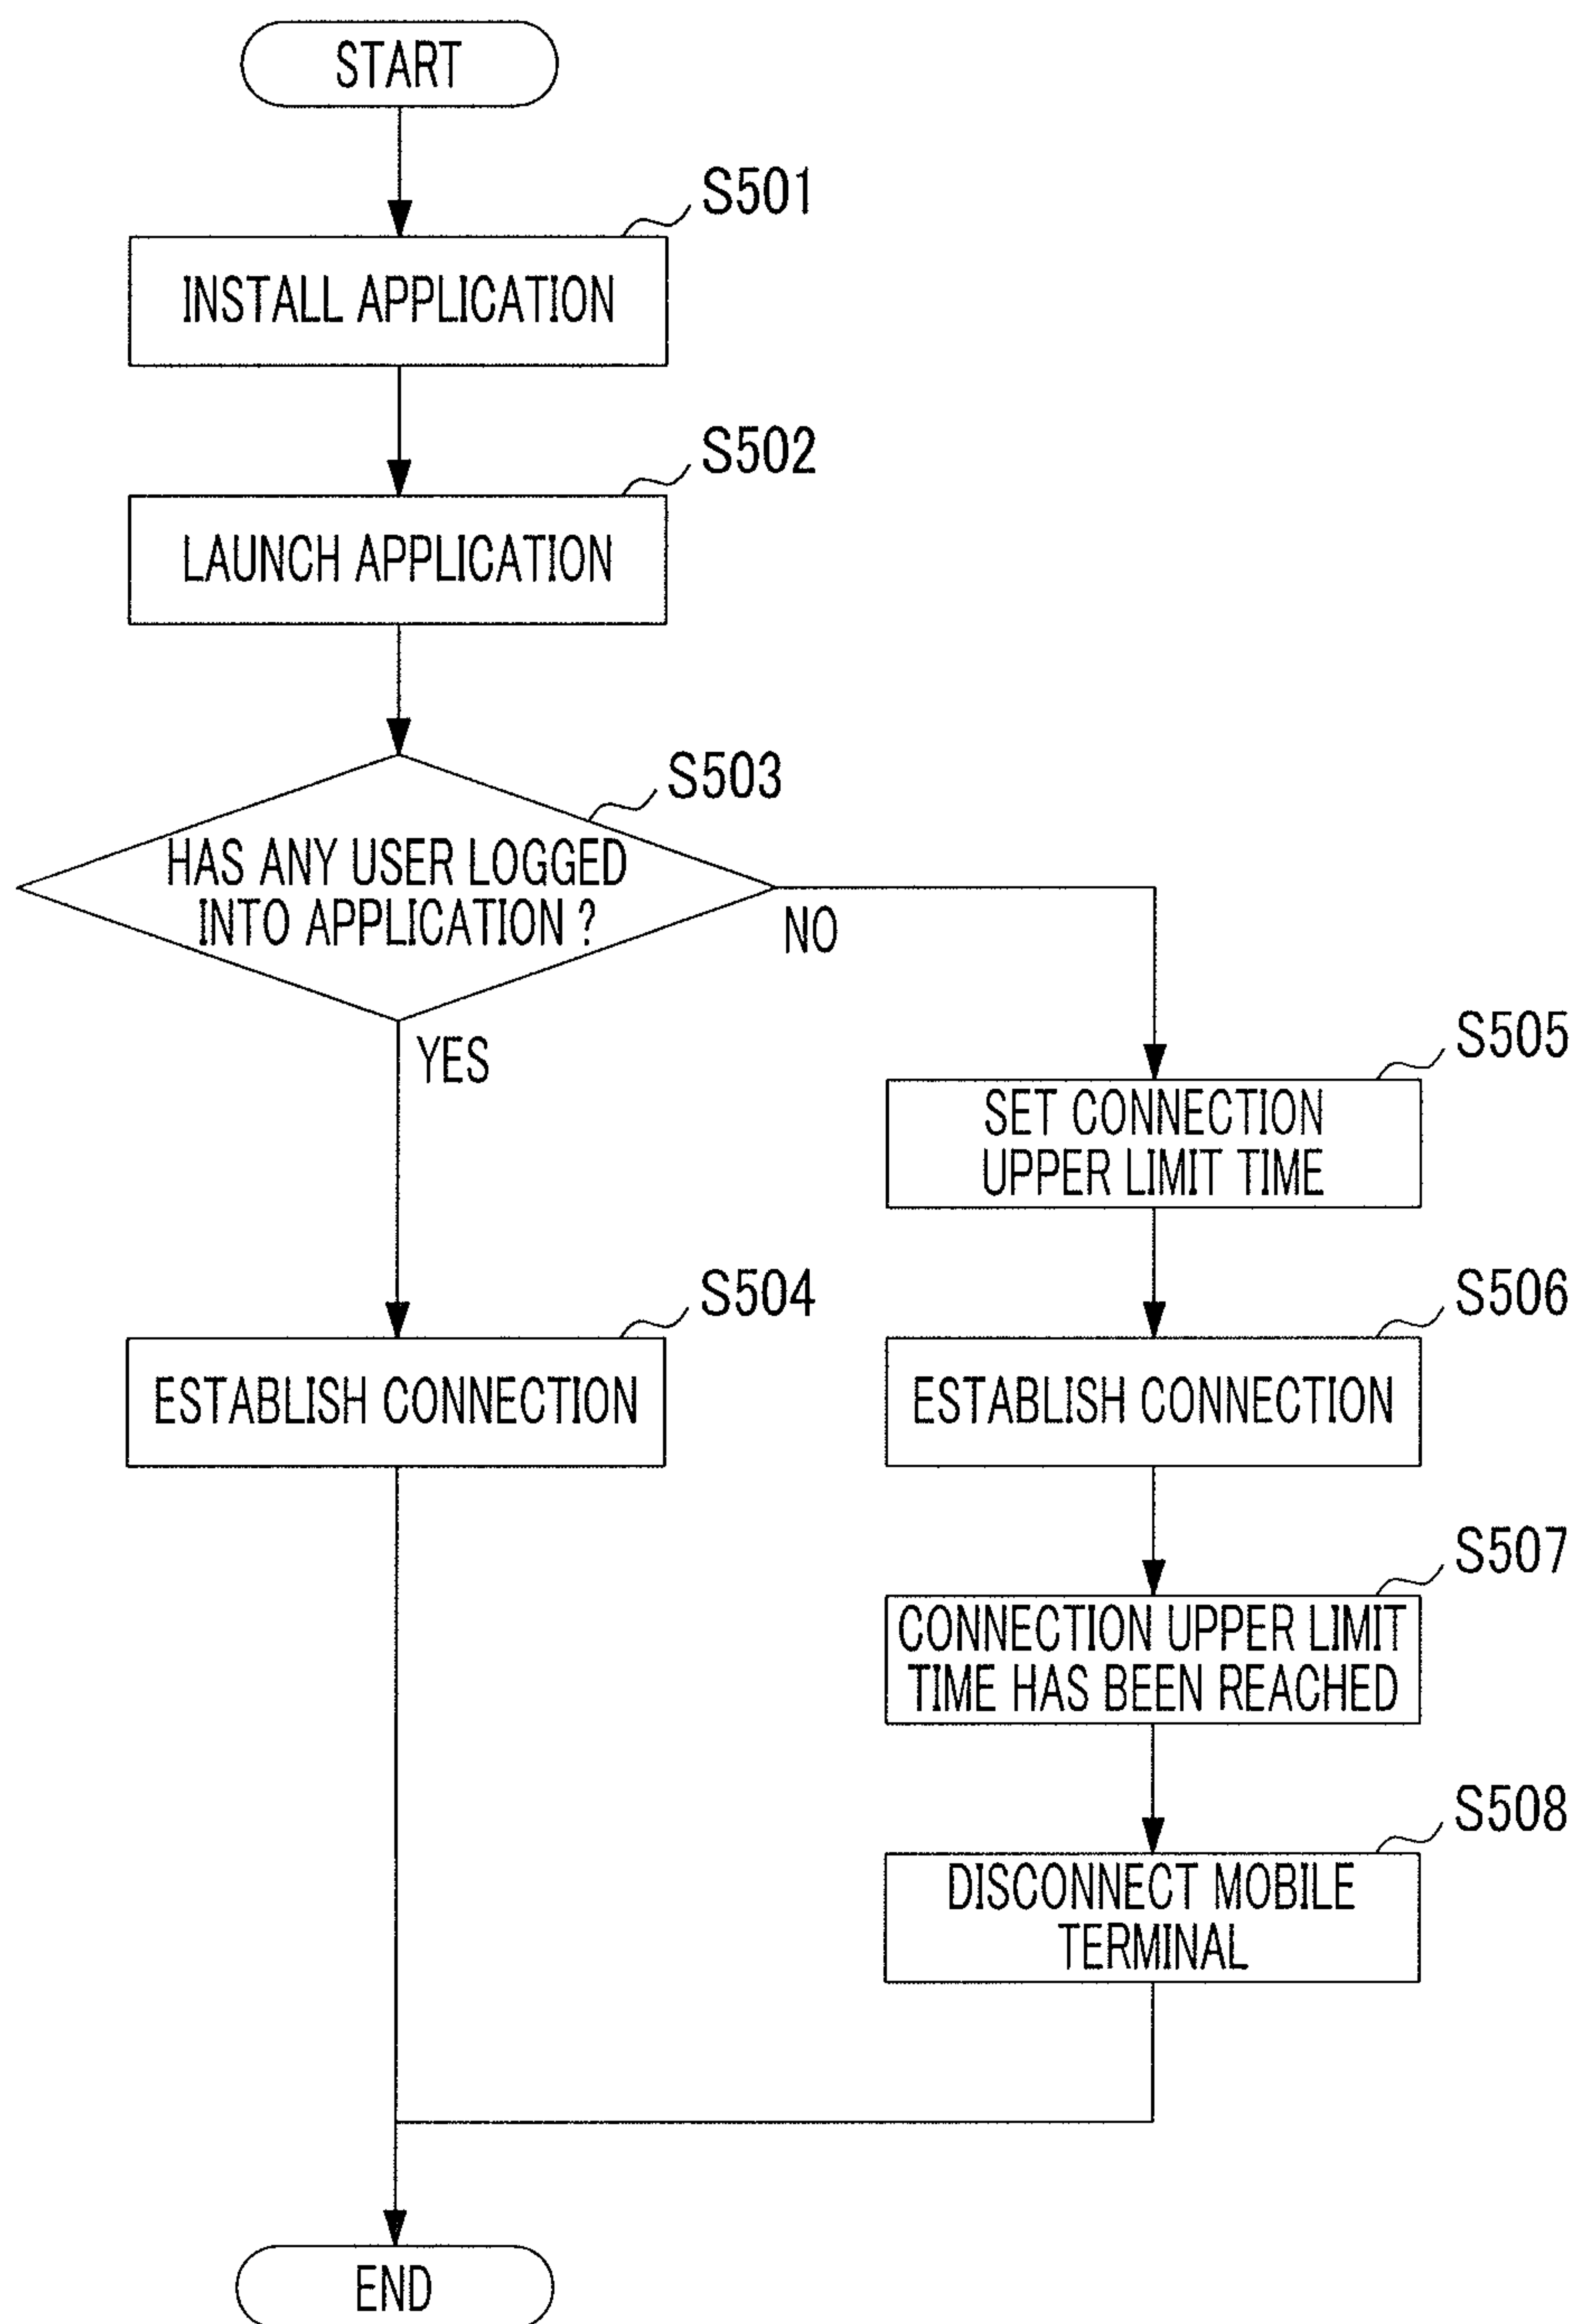 START
S501
INSTALL APPLICATION
S502
LAUNCH APPLICATION
S503
HAS ANY USER LOGGED
INTO APPLICATION ?
NO
YES
S505
SET CONNECTION
UPPER LIMIT TIME
S504
ESTABLISH CONNECTION
S506
ESTABLISH CONNECTION
S507
CONNECTION UPPER LIMIT
TIME HAS BEEN REACHED
S508
DISCONNECT MOBILE
TERMINAL
END